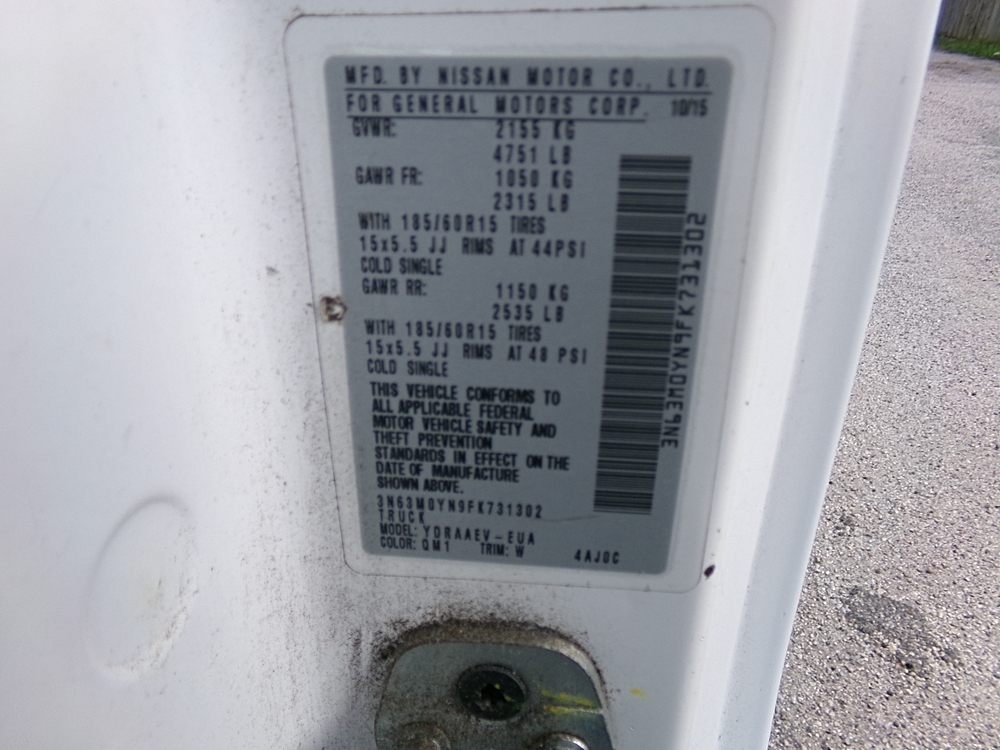 MFD. BY NISSAN MOTOR CO., LTD.
FOR GENERAL MOTORS CORP. 10/15
GVWR: 2155 KG
4751 LB
GAWR FR: 1050 KG
2315 LB
WITH 185/60R15 TIRES
15x5.5 JJ RIMS AT 44PSI
COLD SINGLE
GAWR RR: 1150 KG
2535 LB
WITH 185/60R15 TIRES
15x5.5 JJ RIMS AT 48 PSI
COLD SINGLE
THIS VEHICLE CONFORMS TO
ALL APPLICABLE FEDERAL
MOTOR VEHICLE SAFETY AND
THEFT PREVENTION
STANDARDS IN EFFECT ON THE
DATE OF MANUFACTURE
SHOWN ABOVE.
3N63M0YN9FK731302
TRUCK
MODEL: YDRAAEV-EUA
COLOR: QM1 TRIM: W 4AJ0C
3N63M0YN9FK731302